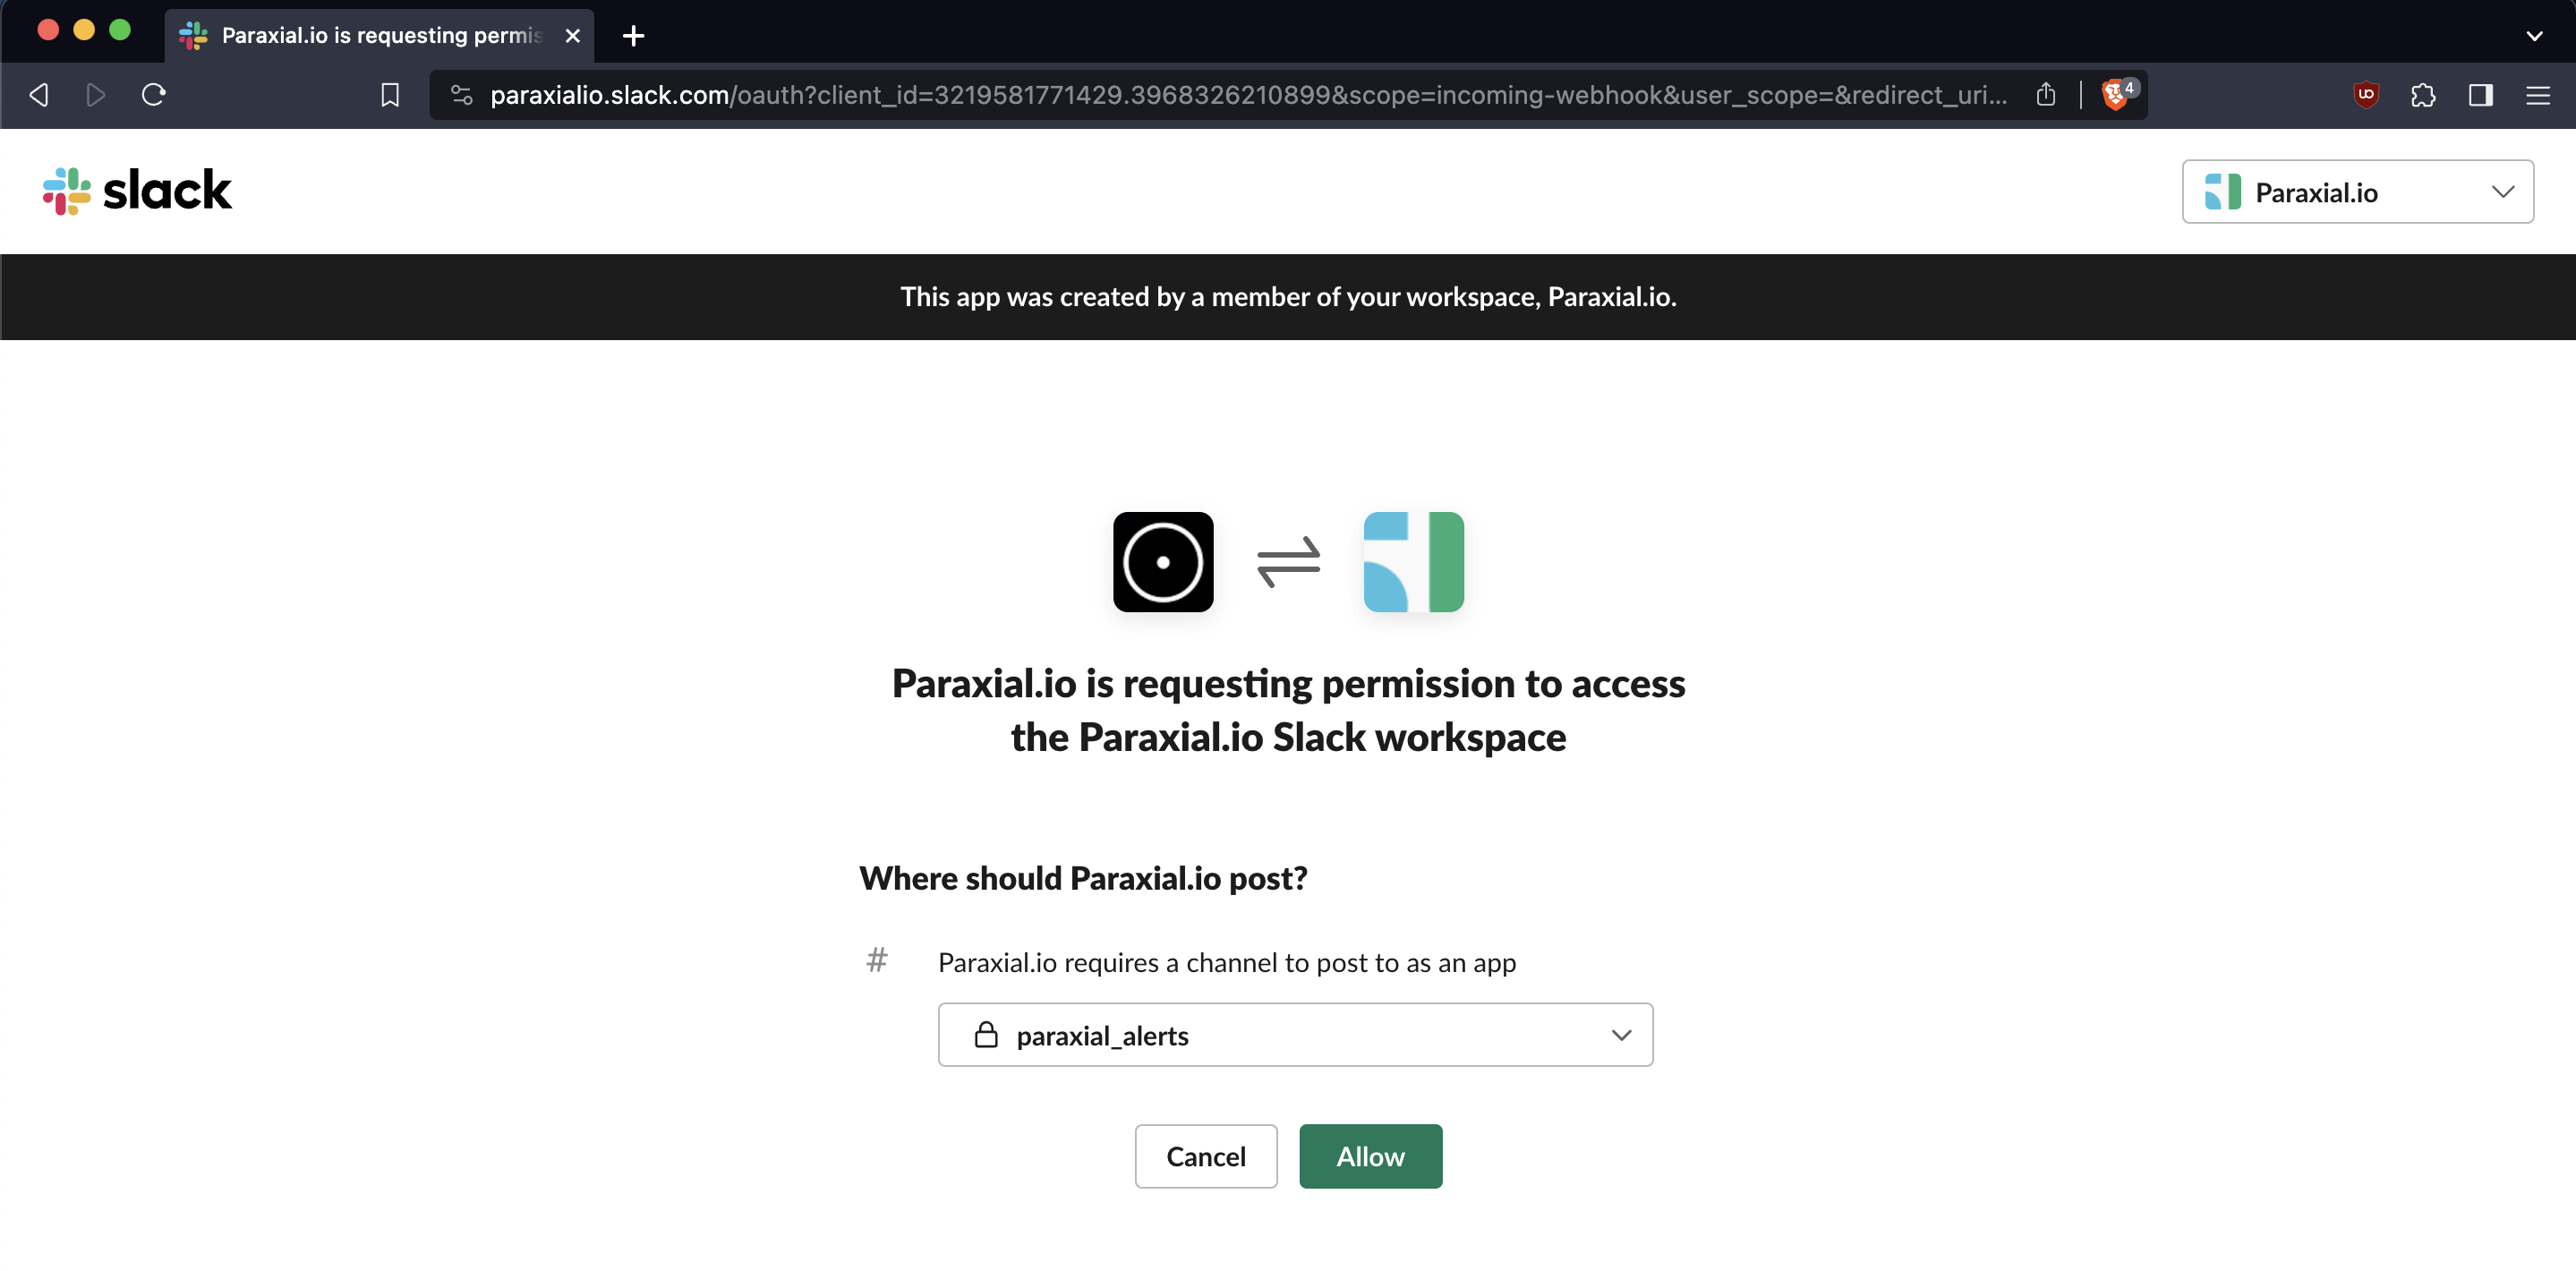 Paraxial.io is requesting permis
paraxialio.slack.com/oauth?client_id=3219581771429.3968326210899&scope=incoming-webhook&user_scope=&redirect_uri...
4
slack
Paraxial.io
This app was created by a member of your workspace, Paraxial.io.
Paraxial.io is requesting permission to access
the Paraxial.io Slack workspace
Where should Paraxial.io post?
# Paraxial.io requires a channel to post to as an app
paraxial_alerts
Cancel
Allow